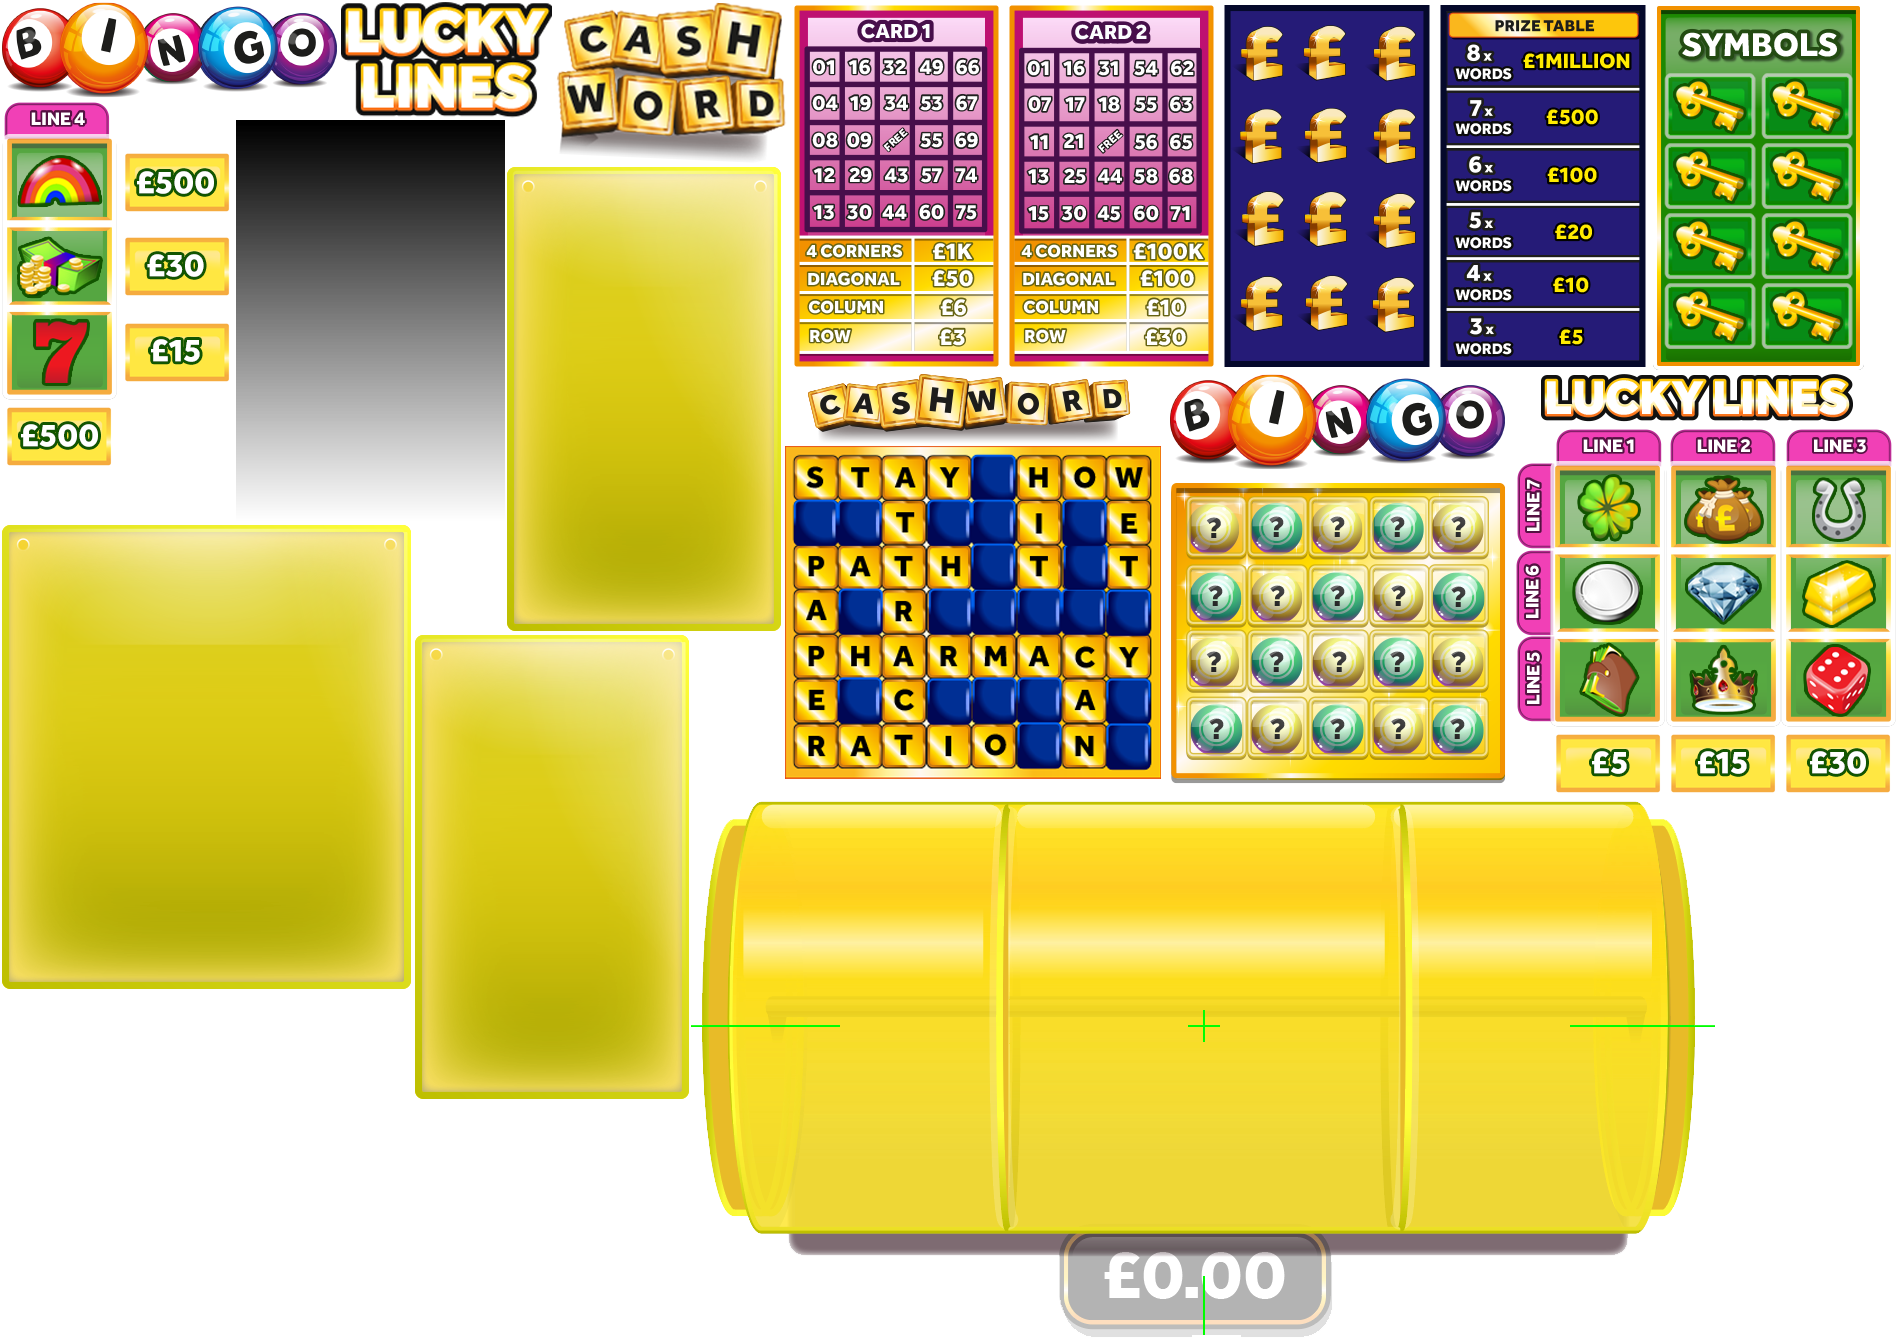 BINGO
LUCKY
LINES
CASH
WORD
LINE 4
£500
£30
7
£15
£500
CARD 1
01 16 32 49 66
04 19 34 53 67
08 09 FREE 55 69
12 29 43 57 74
13 30 44 60 75
4 CORNERS £1K
DIAGONAL £50
COLUMN £6
ROW £3
CARD 2
01 16 31 54 62
07 17 18 55 63
11 21 FREE 56 65
13 25 44 58 68
15 30 45 60 71
4 CORNERS £100K
DIAGONAL £100
COLUMN £10
ROW £30
£ £ £
£ £ £
£ £ £
£ £ £
PRIZE TABLE
8x WORDS £1MILLION
7x WORDS £500
6x WORDS £100
5x WORDS £20
4x WORDS £10
3x WORDS £5
SYMBOLS
CASHWORD
S T A Y H O W
T I E
P A T H T T
A R
P H A R M A C Y
E C A
R A T I O N
BINGO
? ? ? ? ?
? ? ? ? ?
? ? ? ? ?
? ? ? ? ?
LUCKY LINES
LINE 1 LINE 2 LINE 3
LINE 7
£
LINE 6
LINE 5
£5 £15 £30
£0.00